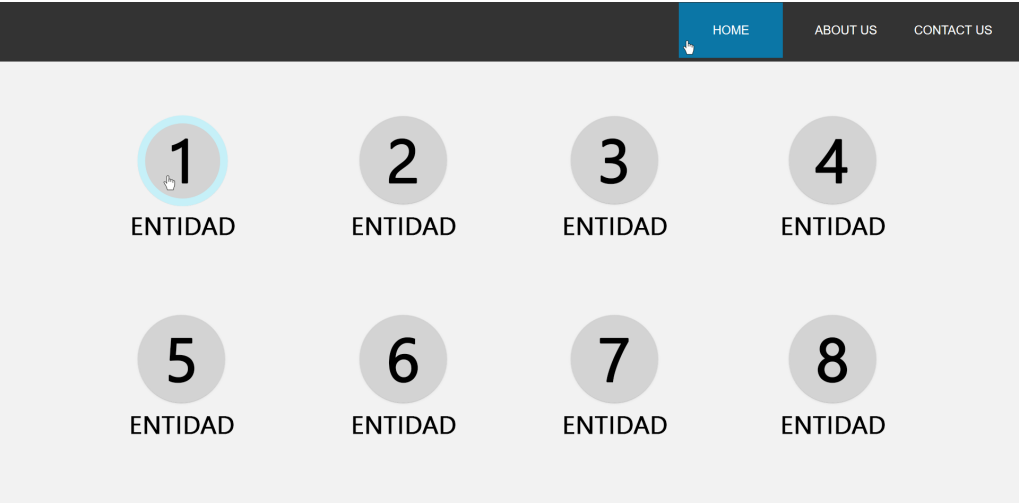 HOME ABOUT US CONTACT US
1 2 3 4
ENTIDAD ENTIDAD ENTIDAD ENTIDAD
5 6 7 8
ENTIDAD ENTIDAD ENTIDAD ENTIDAD